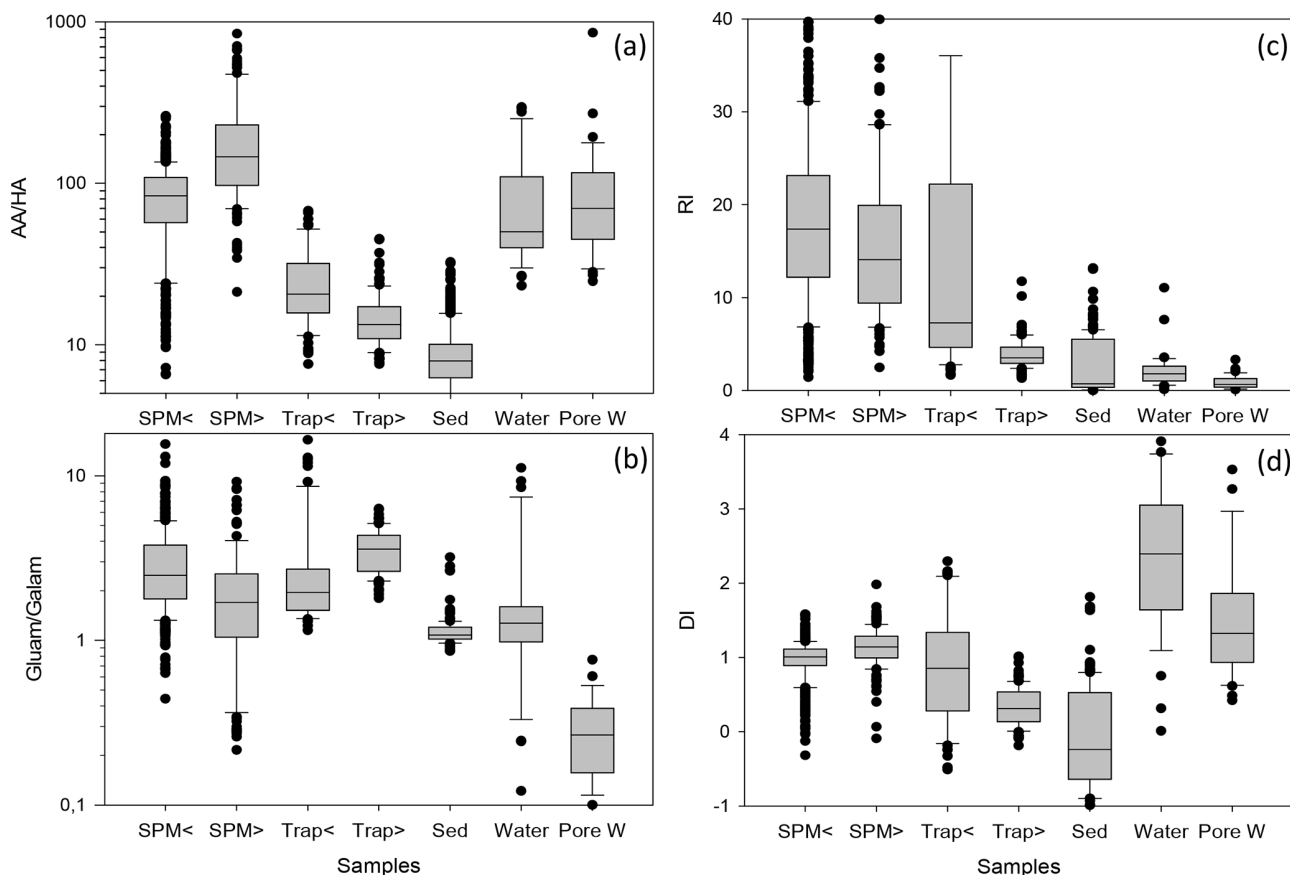 (a)
AA/HA
1000
100
10
SPM< SPM> Trap< Trap> Sed Water Pore W
(b)
Gluam/Galam
10
1
0,1
SPM< SPM> Trap< Trap> Sed Water Pore W
Samples
(c)
RI
40
30
20
10
0
SPM< SPM> Trap< Trap> Sed Water Pore W
(d)
DI
4
3
2
1
0
-1
SPM< SPM> Trap< Trap> Sed Water Pore W
Samples